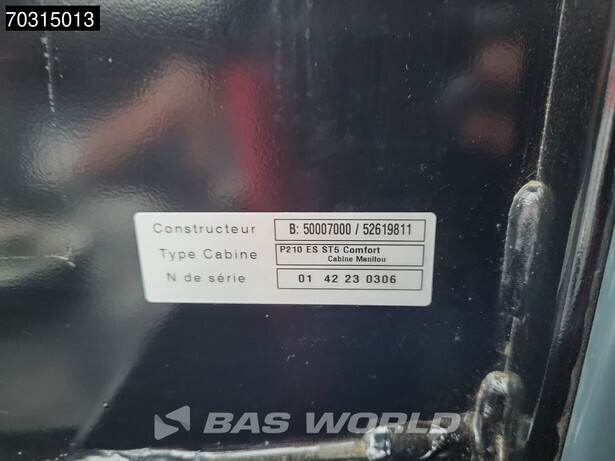 70315013
Constructeur B: 50007000 / 52619811
Type Cabine P210 ES ST5 Comfort
Cabine Manitou
N de série 01 42 23 0306
BAS WORLD